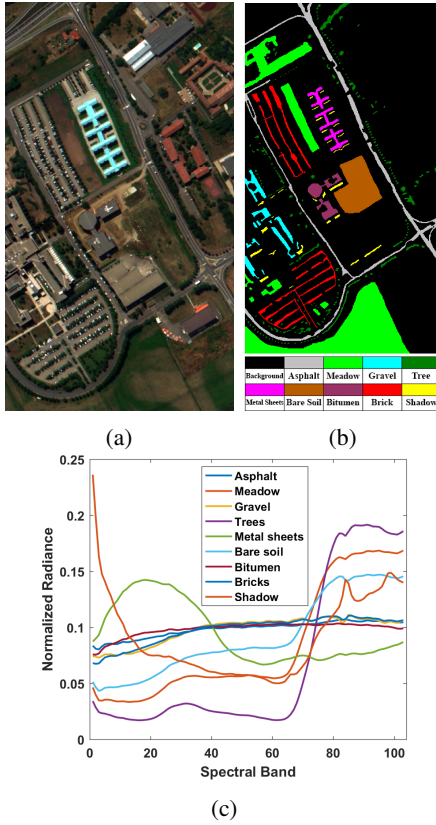 Background Asphalt Meadow Gravel Tree
Metal Sheets Bare Soil Bitumen Brick Shadow
(a)
(b)
0.25
0.2
0.15
0.1
0.05
0
Normalized Radiance
Asphalt
Meadow
Gravel
Trees
Metal sheets
Bare soil
Bitumen
Bricks
Shadow
0 20 40 60 80 100
Spectral Band
(c)